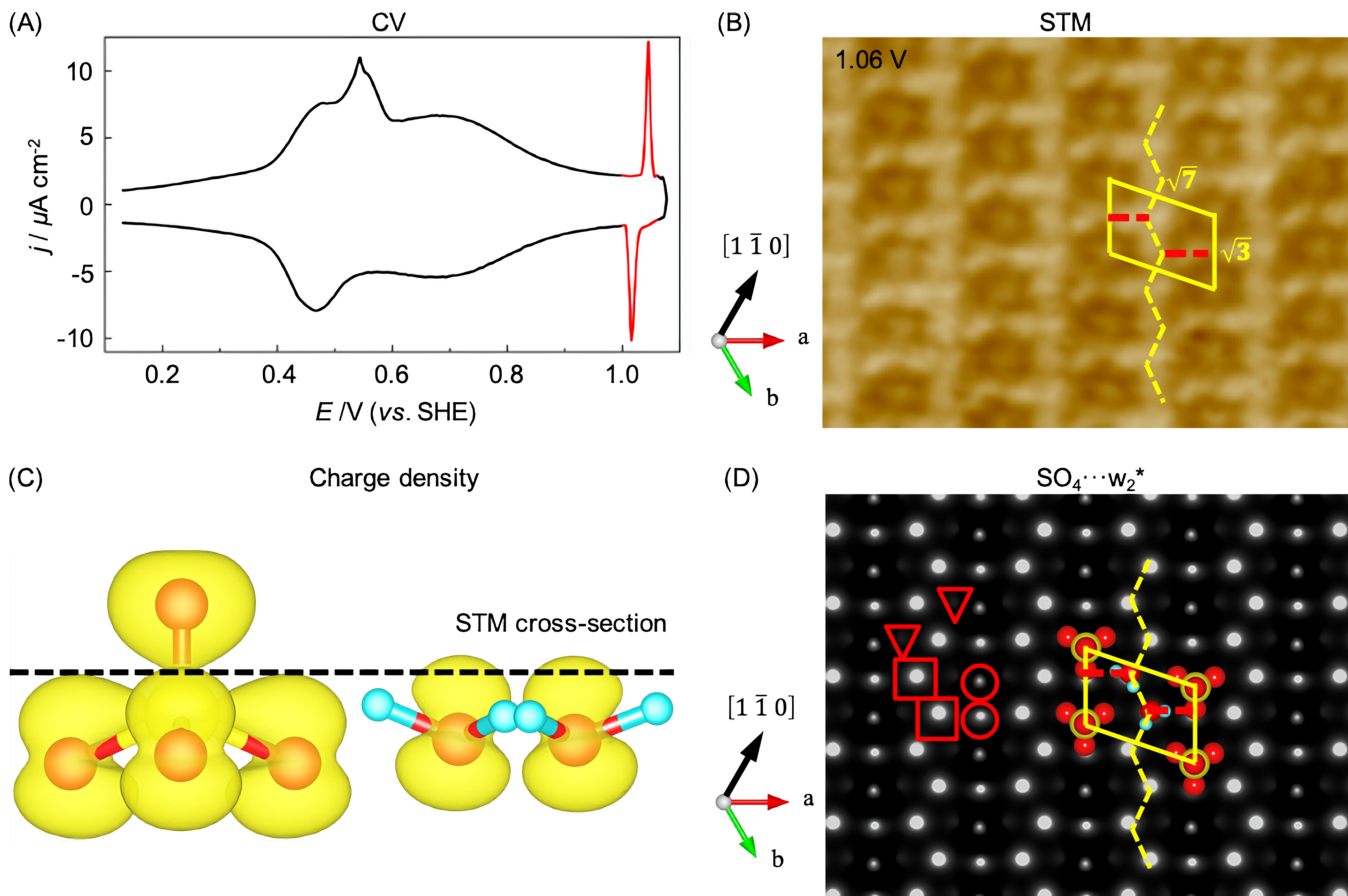 (A)
CV
10
5
0
-5
-10
j / μA cm⁻²
0.2
0.4
0.6
0.8
1.0
E /V (vs. SHE)
(B)
STM
1.06 V
√7
√3
[1 1̄ 0]
a
b
(C)
Charge density
STM cross-section
(D)
SO₄···w₂*
[1 1̄ 0]
a
b